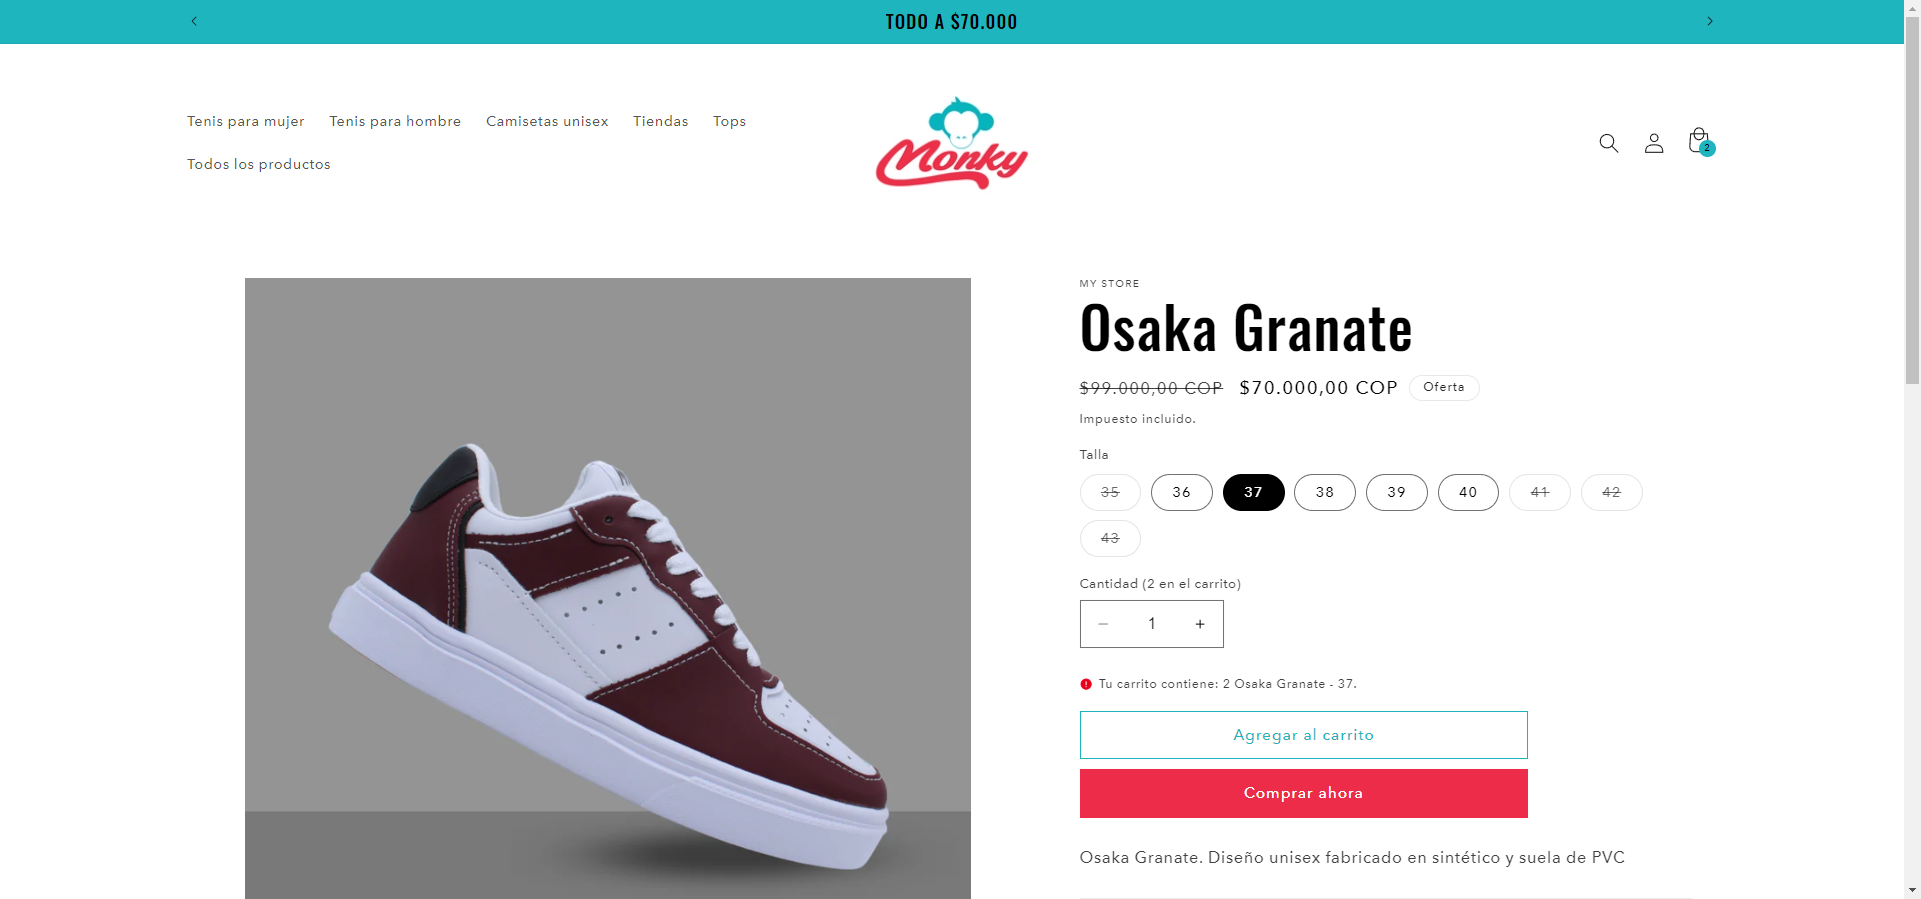 TODO A $70.000
Tenis para mujer
Tenis para hombre
Camisetas unisex
Tiendas
Tops
Todos los productos
Monky
2
MY STORE
Osaka Granate
$99.000,00 COP $70.000,00 COP Oferta
Impuesto incluido.
Talla
35 36 37 38 39 40 41 42
43
Cantidad (2 en el carrito)
− 1 +
Tu carrito contiene: 2 Osaka Granate - 37.
Agregar al carrito
Comprar ahora
Osaka Granate. Diseño unisex fabricado en sintético y suela de PVC